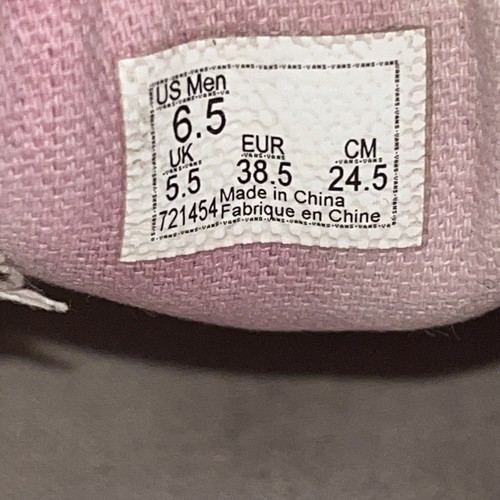 US Men
6.5
UK EUR CM
5.5 38.5 24.5
Made in China
721454 Fabrique en Chine